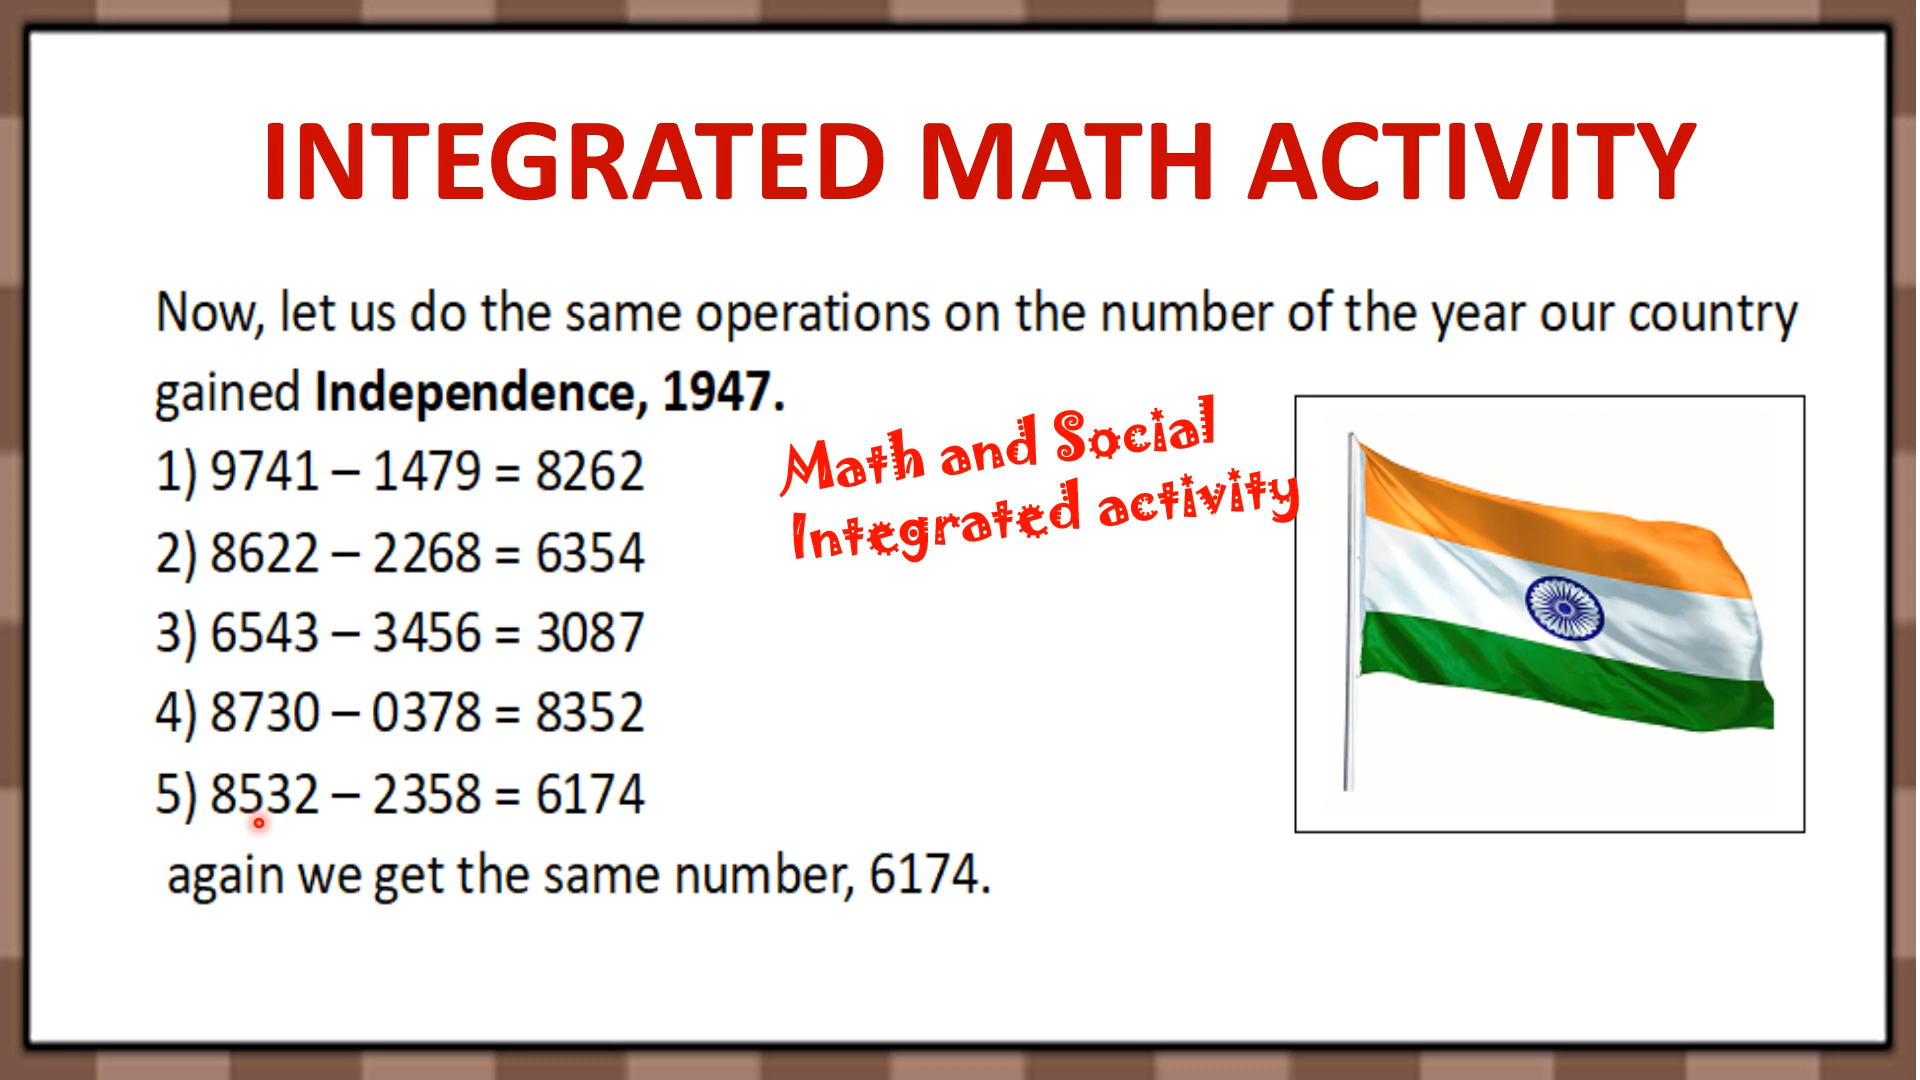 INTEGRATED MATH ACTIVITY
Now, let us do the same operations on the number of the year our country
gained Independence, 1947.
Math and Social
Integrated activity
1) 9741 – 1479 = 8262
2) 8622 – 2268 = 6354
3) 6543 – 3456 = 3087
4) 8730 – 0378 = 8352
5) 8532 – 2358 = 6174
again we get the same number, 6174.